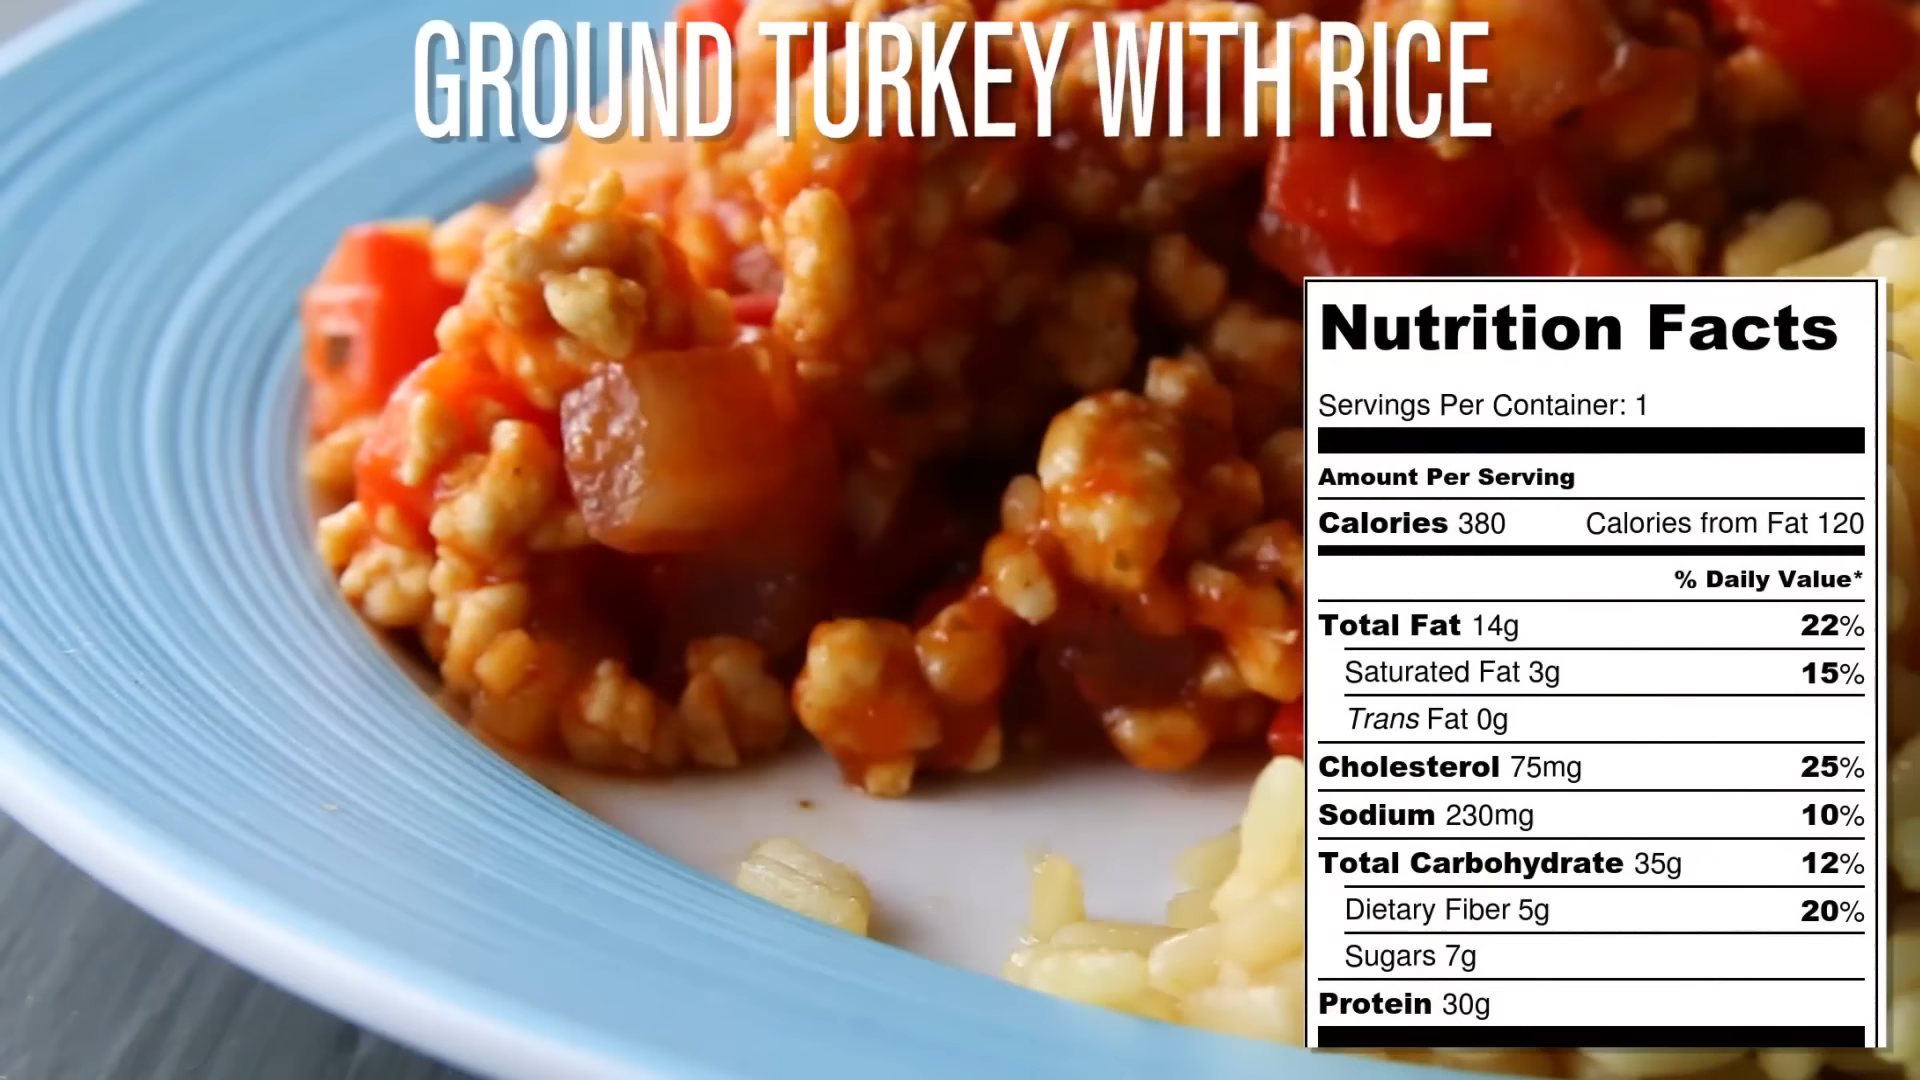 GROUND TURKEY WITH RICE
Nutrition Facts
Servings Per Container: 1
Amount Per Serving
Calories 380 Calories from Fat 120
% Daily Value*
Total Fat 14g 22%
Saturated Fat 3g 15%
Trans Fat 0g
Cholesterol 75mg 25%
Sodium 230mg 10%
Total Carbohydrate 35g 12%
Dietary Fiber 5g 20%
Sugars 7g
Protein 30g